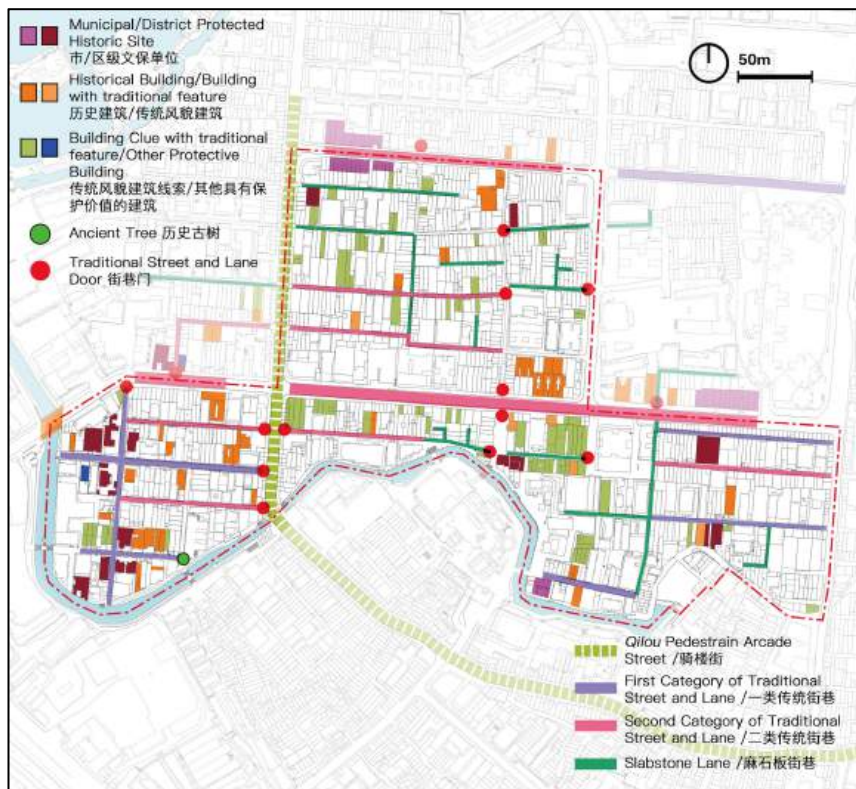 Municipal/District Protected
Historic Site
市/区级文保单位
Historical Building/Building
with traditional feature
历史建筑/传统风貌建筑
Building Clue with traditional
feature/Other Protective
Building
传统风貌建筑线索/其他具有保
护价值的建筑
Ancient Tree 历史古树
Traditional Street and Lane
Door 街巷门
50m
Qilou Pedestrain Arcade
Street /骑楼街
First Category of Traditional
Street and Lane /一类传统街巷
Second Category of Traditional
Street and Lane /二类传统街巷
Slabstone Lane /麻石板街巷